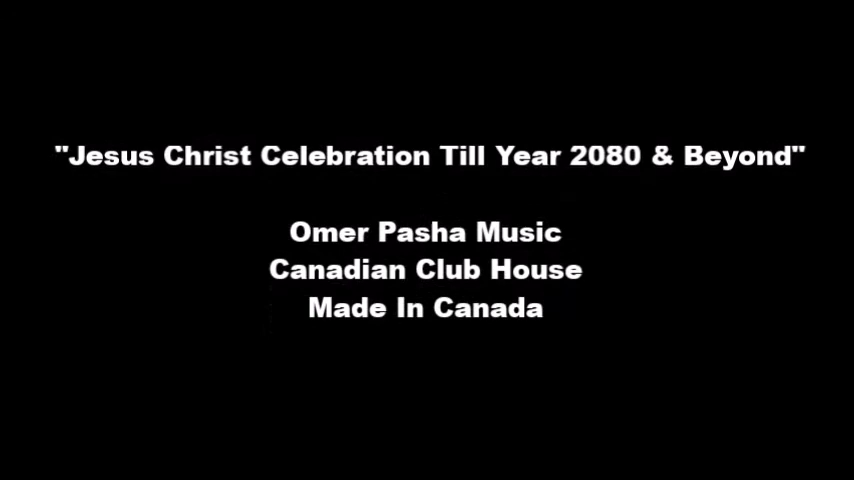 "Jesus Christ Celebration Till Year 2080 & Beyond"
Omer Pasha Music
Canadian Club House
Made In Canada